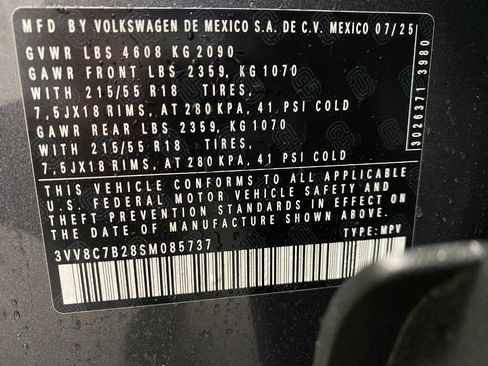 MFD BY VOLKSWAGEN DE MEXICO S.A. DE C.V. MEXICO 07/25
GVWR LBS 4608 KG2090
GAWR FRONT LBS 2359, KG 1070
WITH 215/55 R18 TIRES,
7,5JX18 RIMS, AT 280 KPA, 41 PSI COLD
GAWR REAR LBS 2359, KG 1070
WITH 215/55 R18 TIRES,
7,5JX18 RIMS, AT 280KPA, 41 PSI COLD
THIS VEHICLE CONFORMS TO ALL APPLICABLE
U.S. FEDERAL MOTOR VEHICLE SAFETY AND
THEFT PREVENTION STANDARDS IN EFFECT ON
THE DATE OF MANUFACTURE SHOWN ABOVE.
3VV8C7B28SM085737 TYPE: MPV
3026371 3980